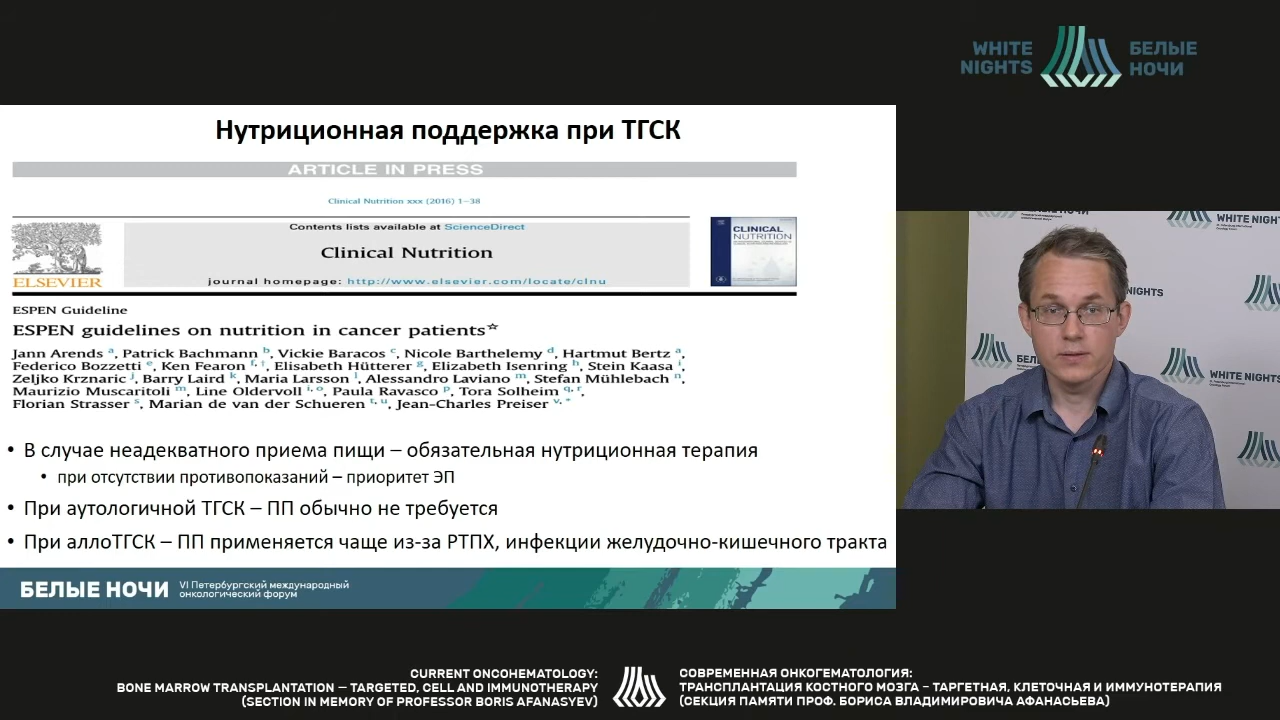 WHITE
NIGHTS
БЕЛЫЕ
НОЧИ
Нутриционная поддержка при ТГСК
ARTICLE IN PRESS
Clinical Nutrition xxx (2016) 1–38
Contents lists available at ScienceDirect
Clinical Nutrition
journal homepage: http://www.elsevier.com/locate/clnu
ELSEVIER
CLINICAL
NUTRITION
ESPEN Guideline
ESPEN guidelines on nutrition in cancer patients☆
Jann Arends a, Patrick Bachmann b, Vickie Baracos c, Nicole Barthelemy d, Hartmut Bertz a,
Federico Bozzetti e, Ken Fearon f, †, Elisabeth Hütterer g, Elizabeth Isenring h, Stein Kaasa i,
Zeljko Krznaric j, Barry Laird k, Maria Larsson l, Alessandro Laviano m, Stefan Mühlebach n,
Maurizio Muscaritoli m, Line Oldervoll i, o, Paula Ravasco p, Tora Solheim q, r,
Florian Strasser s, Marian de van der Schueren t, u, Jean-Charles Preiser v, *
• В случае неадекватного приема пищи – обязательная нутриционная терапия
• при отсутствии противопоказаний – приоритет ЭП
• При аутологичной ТГСК – ПП обычно не требуется
• При аллоТГСК – ПП применяется чаще из-за РТПХ, инфекции желудочно-кишечного тракта
БЕЛЫЕ НОЧИ
VI Петербургский международный
онкологический форум
WHITE NIGHTS
NIGHTS
БЕЛЫЕ
WHITE NIGHTS
CURRENT ONCOHEMATOLOGY:
BONE MARROW TRANSPLANTATION – TARGETED, CELL AND IMMUNOTHERAPY
(SECTION IN MEMORY OF PROFESSOR BORIS AFANASYEV)
СОВРЕМЕННАЯ ОНКОГЕМАТОЛОГИЯ:
ТРАНСПЛАНТАЦИЯ КОСТНОГО МОЗГА – ТАРГЕТНАЯ, КЛЕТОЧНАЯ И ИММУНОТЕРАПИЯ
(СЕКЦИЯ ПАМЯТИ ПРОФ. БОРИСА ВЛАДИМИРОВИЧА АФАНАСЬЕВА)